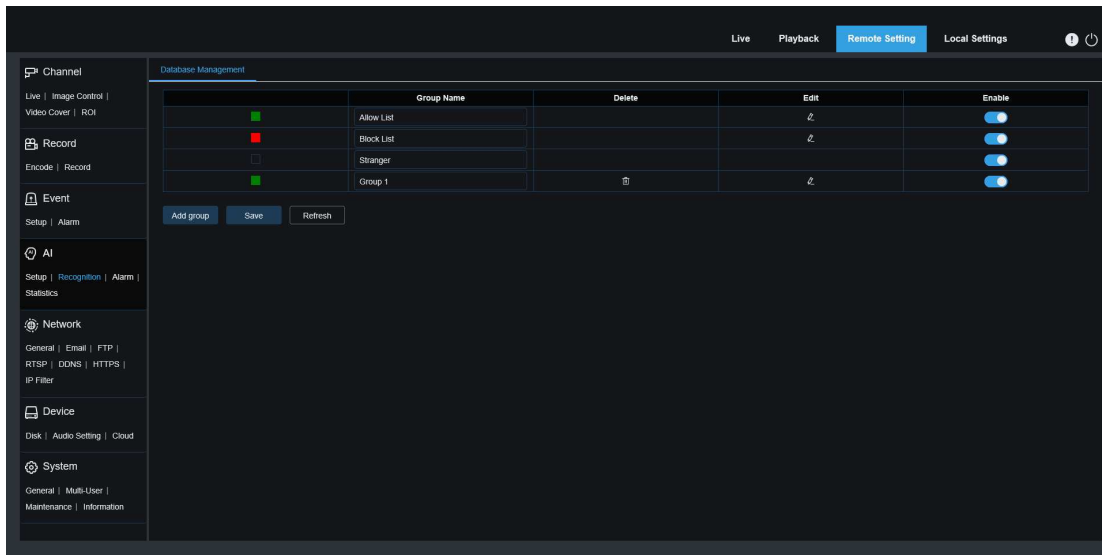 Live Playback Remote Setting Local Settings
Channel
Live | Image Control |
Video Cover | ROI
Record
Encode | Record
Event
Setup | Alarm
AI
AI
Setup | Recognition | Alarm |
Statistics
Network
General | Email | FTP |
RTSP | DDNS | HTTPS |
IP Filter
Device
Disk | Audio Setting | Cloud
System
General | Multi-User |
Maintenance | Information
Database Management
Group Name Delete Edit Enable
Allow List
Block List
Stranger
Group 1
Add group Save Refresh